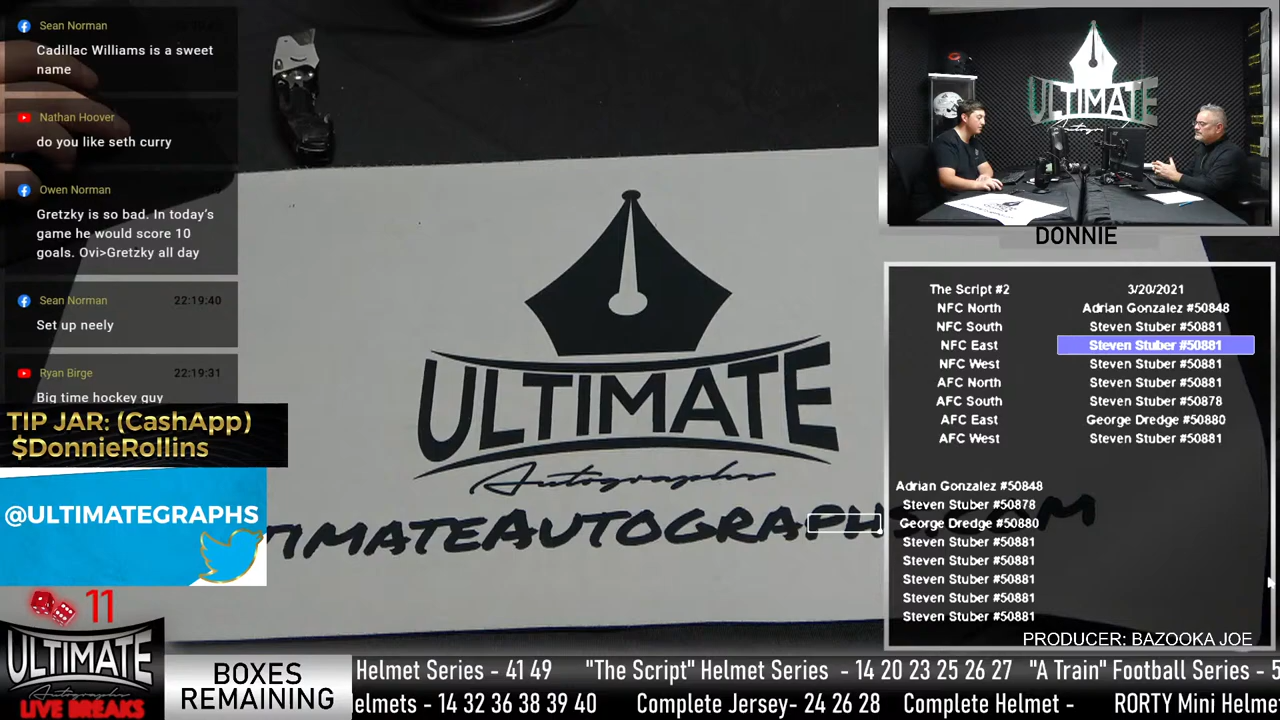 Sean Norman
Cadillac Williams is a sweet
name
Nathan Hoover
do you like seth curry
Owen Norman
Gretzky is so bad. In today's
game he would score 10
goals. Ovi>Gretzky all day
Sean Norman 22:19:40
Set up neely
Ryan Birge 22:19:31
Big time hockey guy
TIP JAR: (CashApp)
$DonnieRollins
@ULTIMATEGRAPHS
11
ULTIMATE
Autographs
LIVE BREAKS
ULTIMATE
Autographs
TIMATEAUTOGRAPH
M
ULTIMATE
Autographs
DONNIE
The Script #2 3/20/2021
NFC North Adrian Gonzalez #50848
NFC South Steven Stuber #50881
NFC East Steven Stuber #50881
NFC West Steven Stuber #50881
AFC North Steven Stuber #50881
AFC South Steven Stuber #50878
AFC East George Dredge #50880
AFC West Steven Stuber #50881
Adrian Gonzalez #50848
Steven Stuber #50878
George Dredge #50880
Steven Stuber #50881
Steven Stuber #50881
Steven Stuber #50881
Steven Stuber #50881
Steven Stuber #50881
PRODUCER: BAZOOKA JOE
BOXES
REMAINING
Helmet Series - 41 49 "The Script" Helmet Series - 14 20 23 25 26 27 "A Train" Football Series - 5
elmets - 14 32 36 38 39 40 Complete Jersey- 24 26 28 Complete Helmet - RORTY Mini Helme